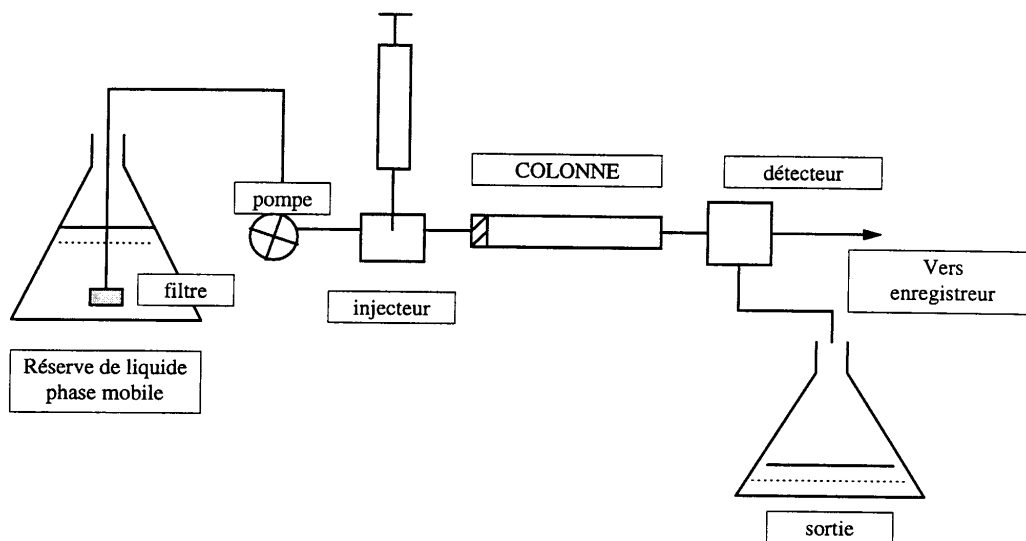 COLONNE
détecteur
pompe
filtre
injecteur
Vers
enregistreur
Réserve de liquide
phase mobile
sortie